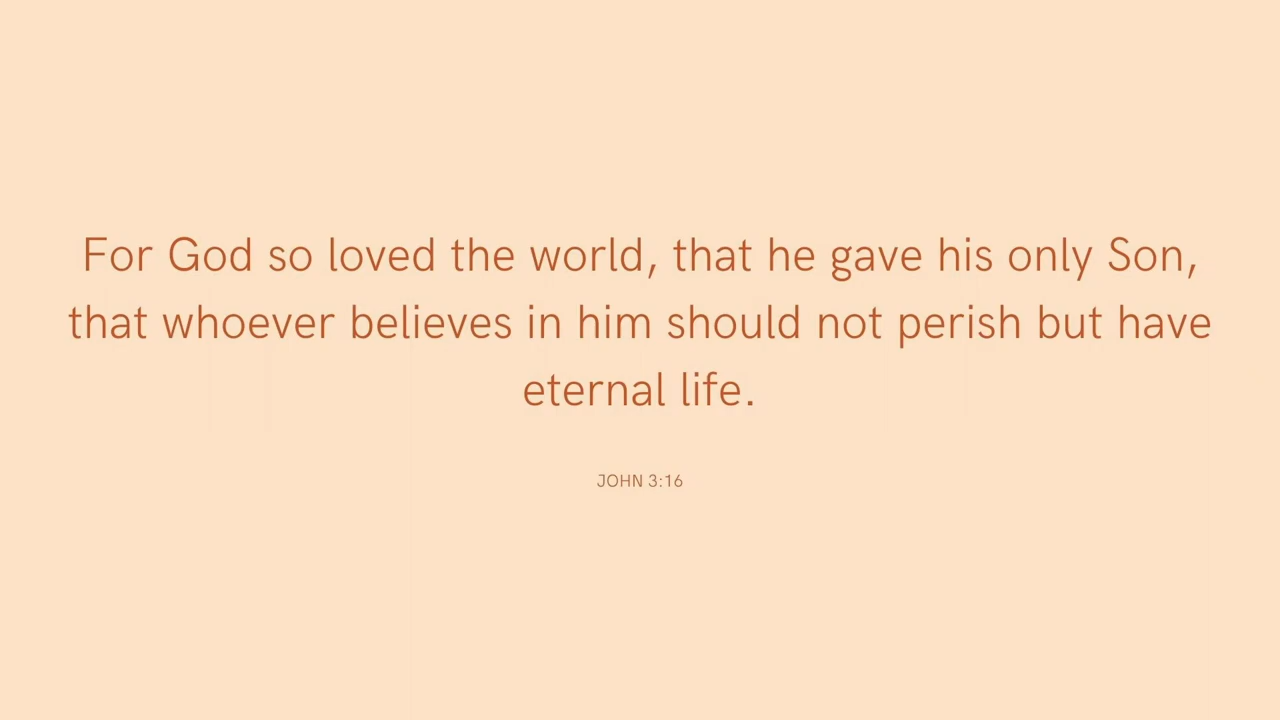 For God so loved the world, that he gave his only Son,
that whoever believes in him should not perish but have
eternal life.
JOHN 3:16